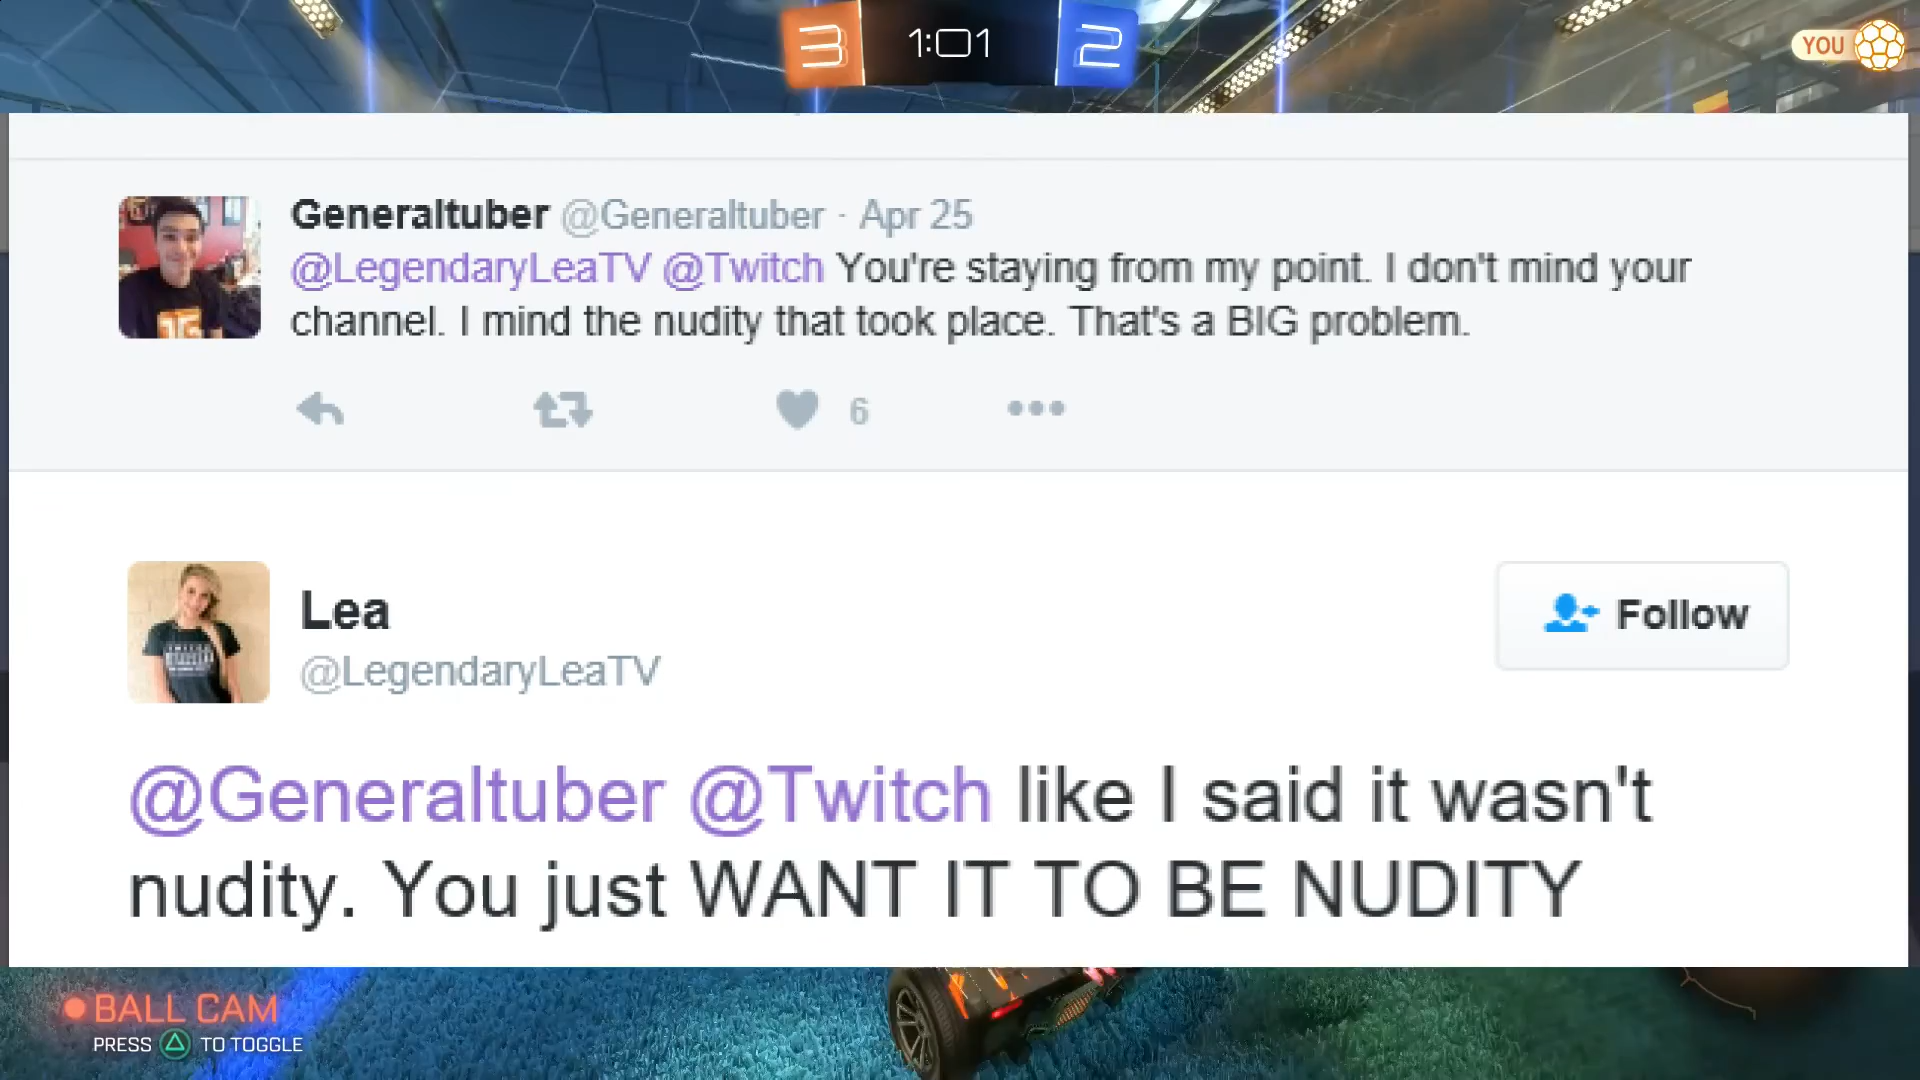 3 1:01 2
YOU
Generaltuber @Generaltuber · Apr 25
@LegendaryLeaTV @Twitch You're staying from my point. I don't mind your
channel. I mind the nudity that took place. That's a BIG problem.
6
Lea
@LegendaryLeaTV
Follow
@Generaltuber @Twitch like I said it wasn't
nudity. You just WANT IT TO BE NUDITY
BALL CAM
PRESS TO TOGGLE